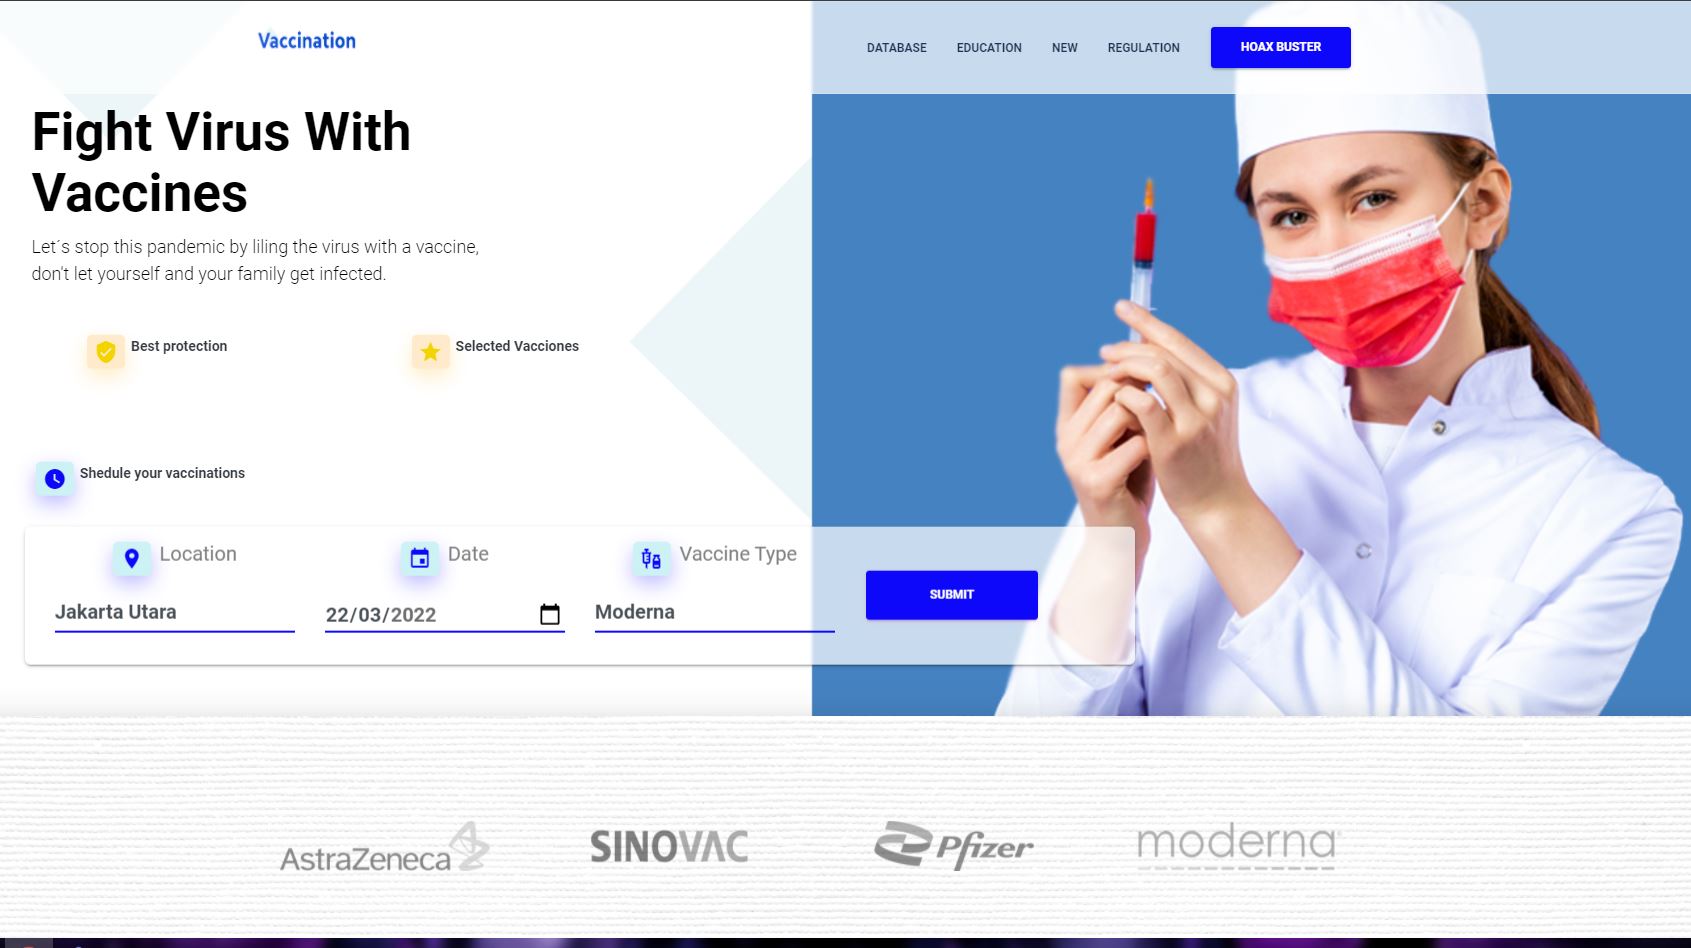 Vaccination
DATABASE EDUCATION NEW REGULATION HOAX BUSTER
Fight Virus With
Vaccines
Let´s stop this pandemic by liling the virus with a vaccine,
don't let yourself and your family get infected.
Best protection
Selected Vacciones
Shedule your vaccinations
Location
Date
Vaccine Type
Jakarta Utara
22/03/2022
Moderna
SUBMIT
AstraZeneca
SINOVAC
Pfizer
moderna